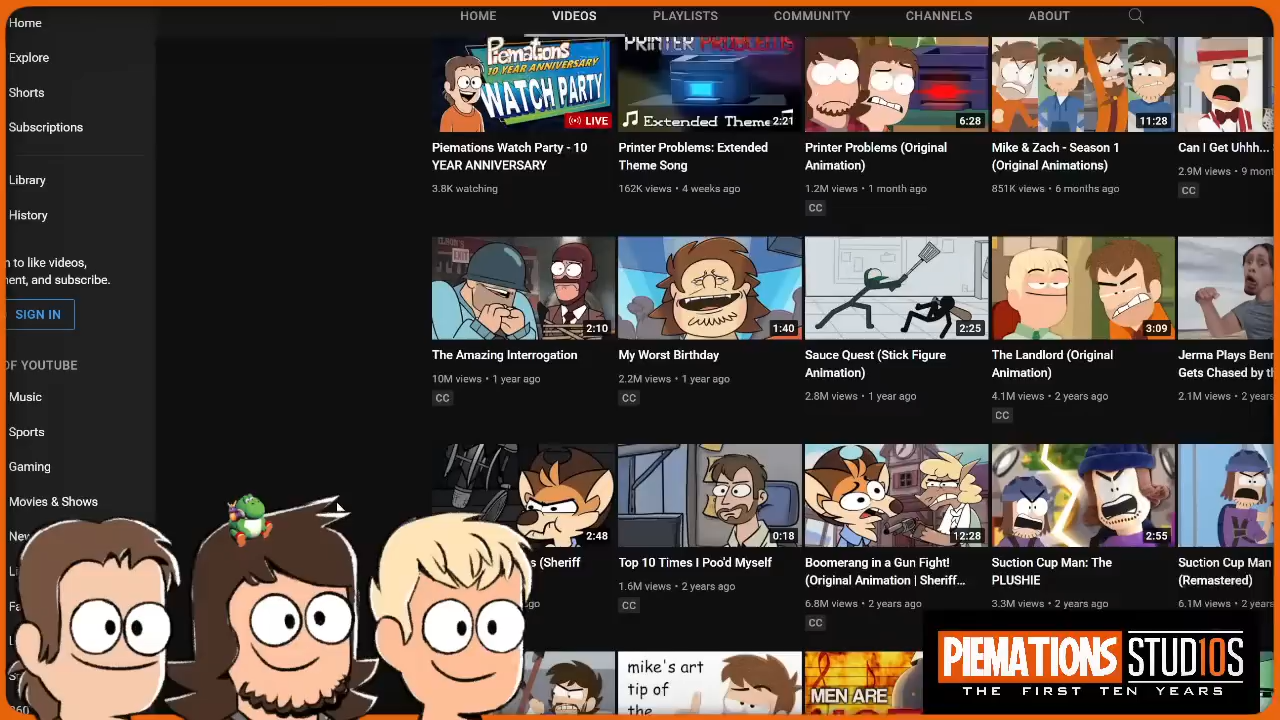 HOME VIDEOS PLAYLISTS COMMUNITY CHANNELS ABOUT
Home
Explore
Shorts
Subscriptions
Library
History
n to like videos,
nent, and subscribe.
SIGN IN
OF YOUTUBE
Music
Sports
Gaming
Movies & Shows
Piemations
10 YEAR ANNIVERSARY
WATCH PARTY
LIVE
Piemations Watch Party - 10
YEAR ANNIVERSARY
3.8K watching
PRINTER PROBLEMS
Extended Theme
2:21
Printer Problems: Extended
Theme Song
162K views • 4 weeks ago
6:28
Printer Problems (Original
Animation)
1.2M views • 1 month ago
CC
11:28
Mike & Zach - Season 1
(Original Animations)
851K views • 6 months ago
Can I Get Uhhh...
2.9M views • 9 mon
CC
EXIT
2:10
The Amazing Interrogation
10M views • 1 year ago
CC
1:40
My Worst Birthday
2.2M views • 1 year ago
CC
2:25
Sauce Quest (Stick Figure
Animation)
2.8M views • 1 year ago
3:09
The Landlord (Original
Animation)
4.1M views • 2 years ago
CC
Jerma Plays Ben
Gets Chased by t
2.1M views • 2 years
2:48
s (Sheriff
go
0:18
Top 10 Times I Poo'd Myself
1.6M views • 2 years ago
CC
12:28
Boomerang in a Gun Fight!
(Original Animation | Sheriff...
6.8M views • 2 years ago
CC
2:55
Suction Cup Man: The
PLUSHIE
3.3M views • 2 years ago
Suction Cup Man
(Remastered)
6.1M views • 2 years
mike's art
tip of
the
MEN ARE
PIEMATIONS STUD10S
THE FIRST TEN YEARS